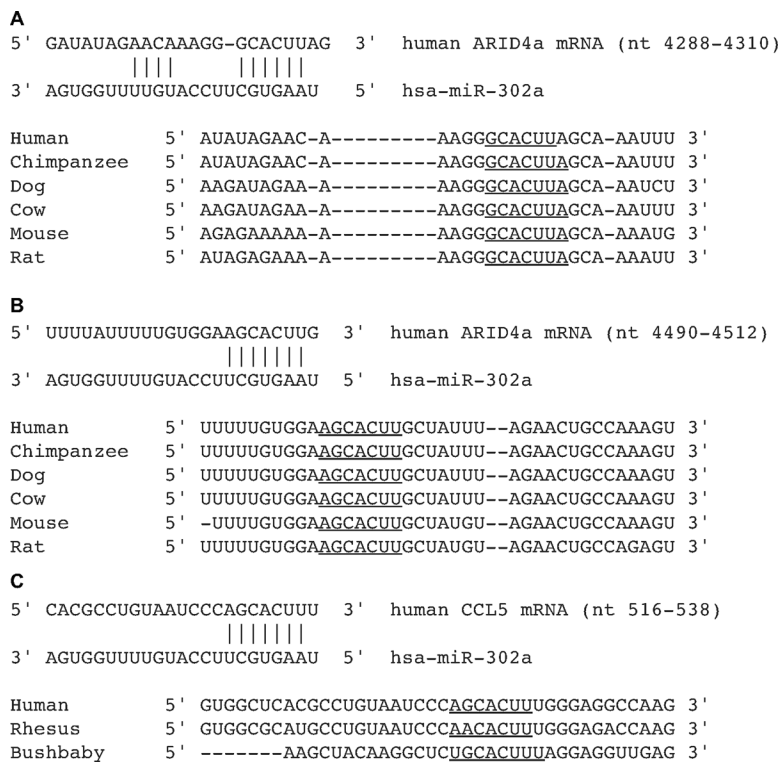 A
5' GAUAUAGAACAAAGG-GCACUUAG 3' human ARID4a mRNA (nt 4288-4310)
|||| ||||||
3' AGUGGUUUUGUACCUUCGUGAAU 5' hsa-miR-302a
Human 5' AUAUAGAAC-A---------AAGGGCACUUAGCA-AAUUU 3'
Chimpanzee 5' AUAUAGAAC-A---------AAGGGCACUUAGCA-AAUUU 3'
Dog 5' AAGAUAGAA-A---------AAGGGCACUUAGCA-AAUCU 3'
Cow 5' AAGAUAGAA-A---------AAGGGCACUUAGCA-AAUUU 3'
Mouse 5' AGAGAAAAA-A---------AAGGGCACUUAGCA-AAAUG 3'
Rat 5' AUAGAGAAA-A---------AAGGGCACUUAGCA-AAAUU 3'
B
5' UUUUAUUUUUGUGGAAGCACUUG 3' human ARID4a mRNA (nt 4490-4512)
|||||||
3' AGUGGUUUUGUACCUUCGUGAAU 5' hsa-miR-302a
Human 5' UUUUUGUGGAAGCACUUGCUAUUU--AGAACUGCCAAAGU 3'
Chimpanzee 5' UUUUUGUGGAAGCACUUGCUAUUU--AGAACUGCCAAAGU 3'
Dog 5' UUUUUGUGGAAGCACUUGCUAUUU--AGAACUGCCAAAGU 3'
Cow 5' UUUUUGUGGAAGCACUUGCUAUUU--AGAACUGCCAAAGU 3'
Mouse 5' -UUUUGUGGAAGCACUUGCUAUGU--AGAACUGCCAAAGU 3'
Rat 5' UUUUUGUGGAAGCACUUGCUAUGU--AGAACUGCCAGAGU 3'
C
5' CACGCCUGUAAUCCCAGCACUUU 3' human CCL5 mRNA (nt 516-538)
|||||||
3' AGUGGUUUUGUACCUUCGUGAAU 5' hsa-miR-302a
Human 5' GUGGCUCACGCCUGUAAUCCCAGCACUUUGGGAGGCCAAG 3'
Rhesus 5' GUGGCGCAUGCCUGUAAUCCCAACACUUUGGGAGACCAAG 3'
Bushbaby 5' -------AAGCUACAAGGCUCUGCACUUUAGGAGGUUGAG 3'